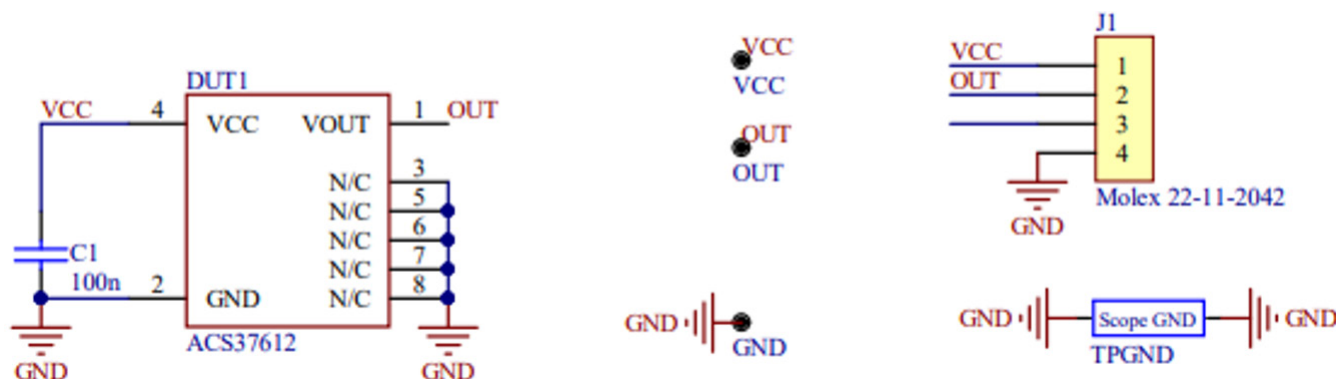 DUT1
VCC
4
VCC
VOUT
1
OUT
N/C
3
N/C
5
N/C
6
N/C
7
N/C
8
C1
100n
2
GND
GND
ACS37612
GND
VCC
VCC
OUT
OUT
GND
GND
J1
VCC
1
OUT
2
3
4
GND
Molex 22-11-2042
GND
Scope GND
GND
TPGND